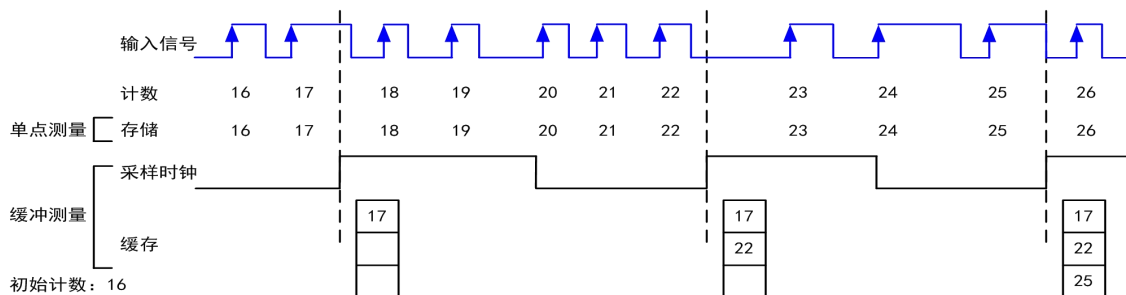 输入信号
计数 16 17 18 19 20 21 22 23 24 25 26
单点测量 存储 16 17 18 19 20 21 22 23 24 25 26
采样时钟
缓冲测量
17 17 17
缓存 22 22
初始计数：16 25